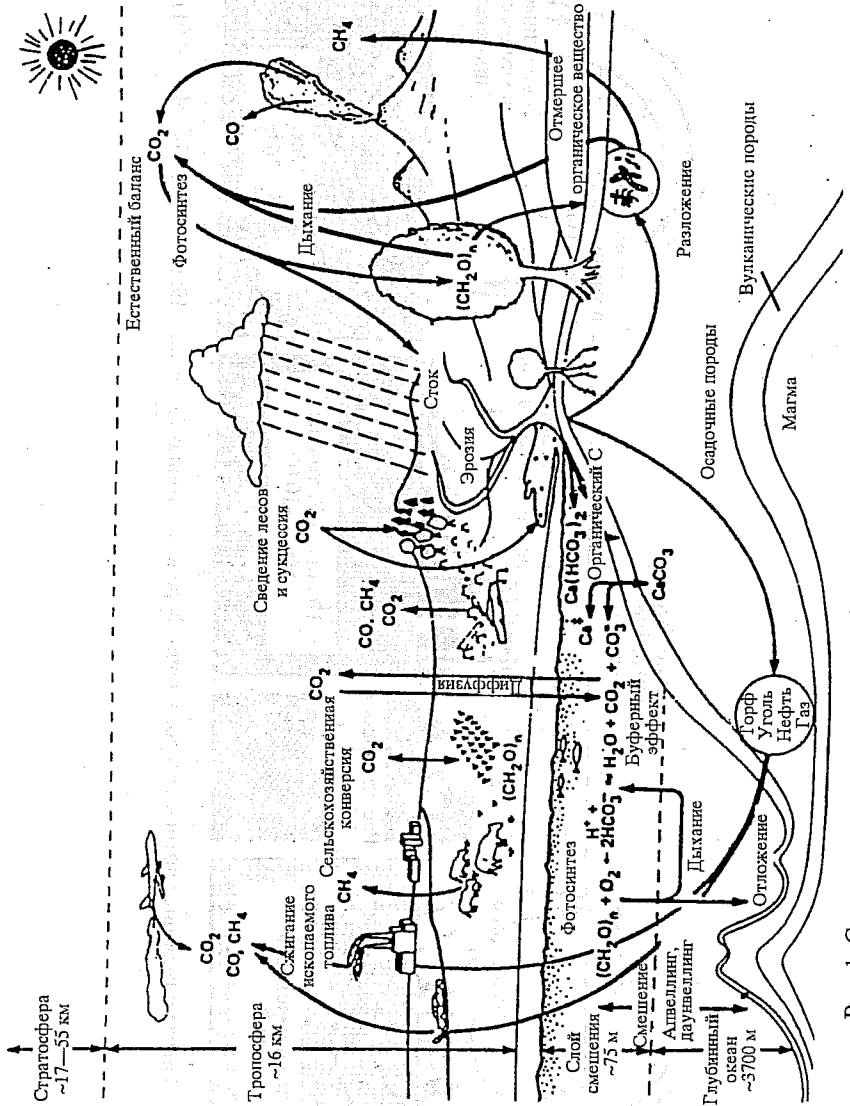 Стратосфера
~17—55 км
Тропосфера
~16 км
Слой
смешения
~75 м
Смешение
Апвеллинг,
даунвеллинг
Глубинный
океан
~3700 м
CO₂
CO, CH₄
Сжигание
ископаемого
топлива
CH₄
Сельскохозяйственная
конверсия
CO₂
(CH₂O)ₙ
CO₂
Диффузия
Сведение лесов
и сукцессия
CO₂
CO, CH₄
CO₂
Эрозия
Сток
Естественный баланс
CO₂
Фотосинтез
Дыхание
(CH₂O)ₙ
CO
CH₄
Отмершее
органическое вещество
Разложение
Фотосинтез
(CH₂O)ₙ + O₂ ← 2HCO₃⁻ ~ H₂O + CO₂ + CO₃⁼
H⁺ +
Буферный
эффект
Дыхание
Отложение
Ca⁺
Ca(HCO₃)₂
Органический C
CaCO₃
Торф
Уголь
Нефть
Газ
Осадочные породы
Вулканические породы
Магма